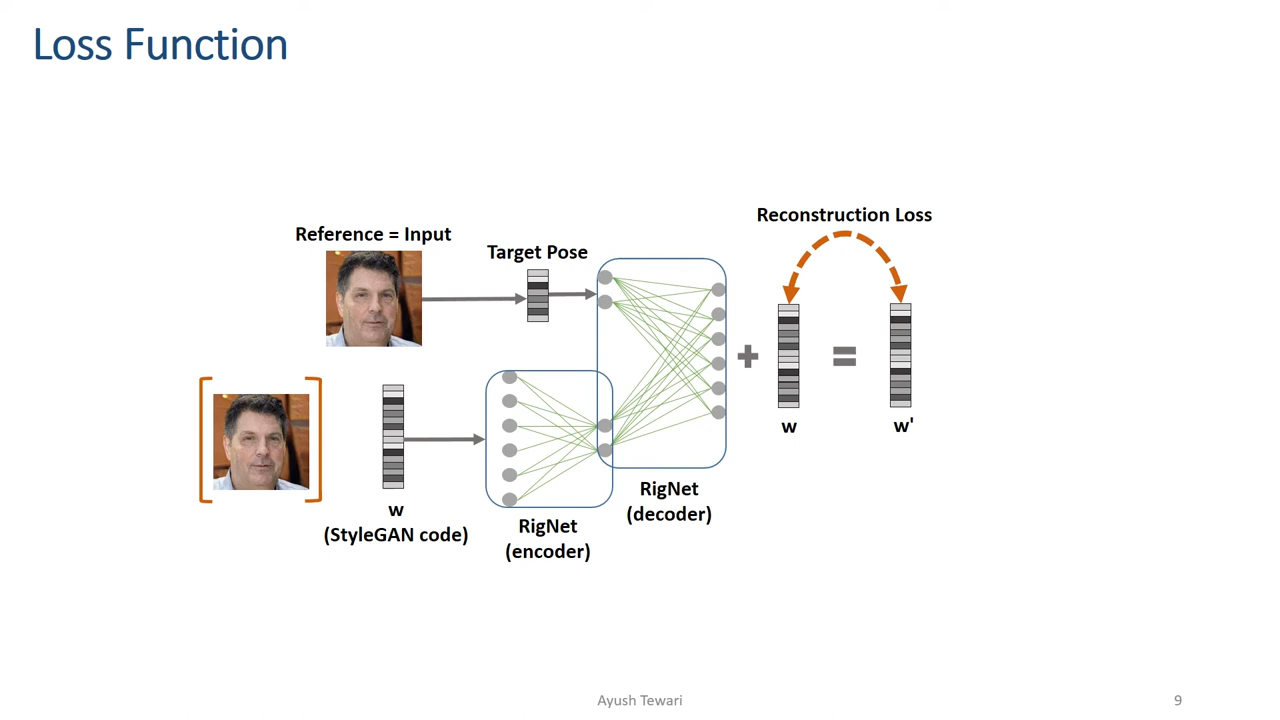 Loss Function
Reconstruction Loss
Reference = Input
Target Pose
+
w
=
w'
w
(StyleGAN code)
RigNet
(encoder)
RigNet
(decoder)
Ayush Tewari
9